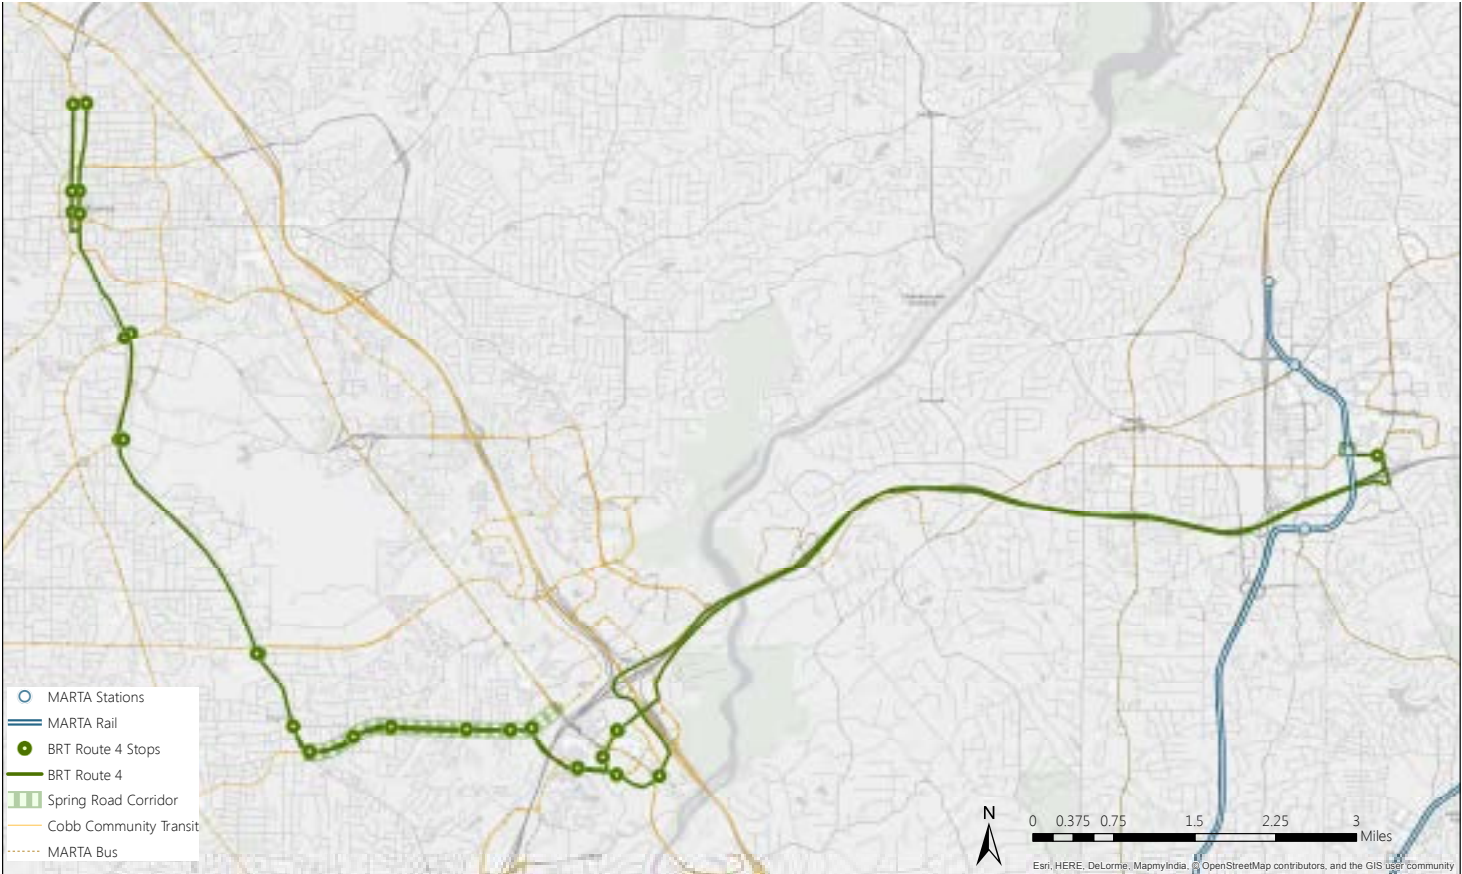 MARTA Stations
MARTA Rail
BRT Route 4 Stops
BRT Route 4
Spring Road Corridor
Cobb Community Transit
MARTA Bus
N
0 0.375 0.75 1.5 2.25 3
Miles
Esri, HERE, DeLorme, MapmyIndia, © OpenStreetMap contributors, and the GIS user community